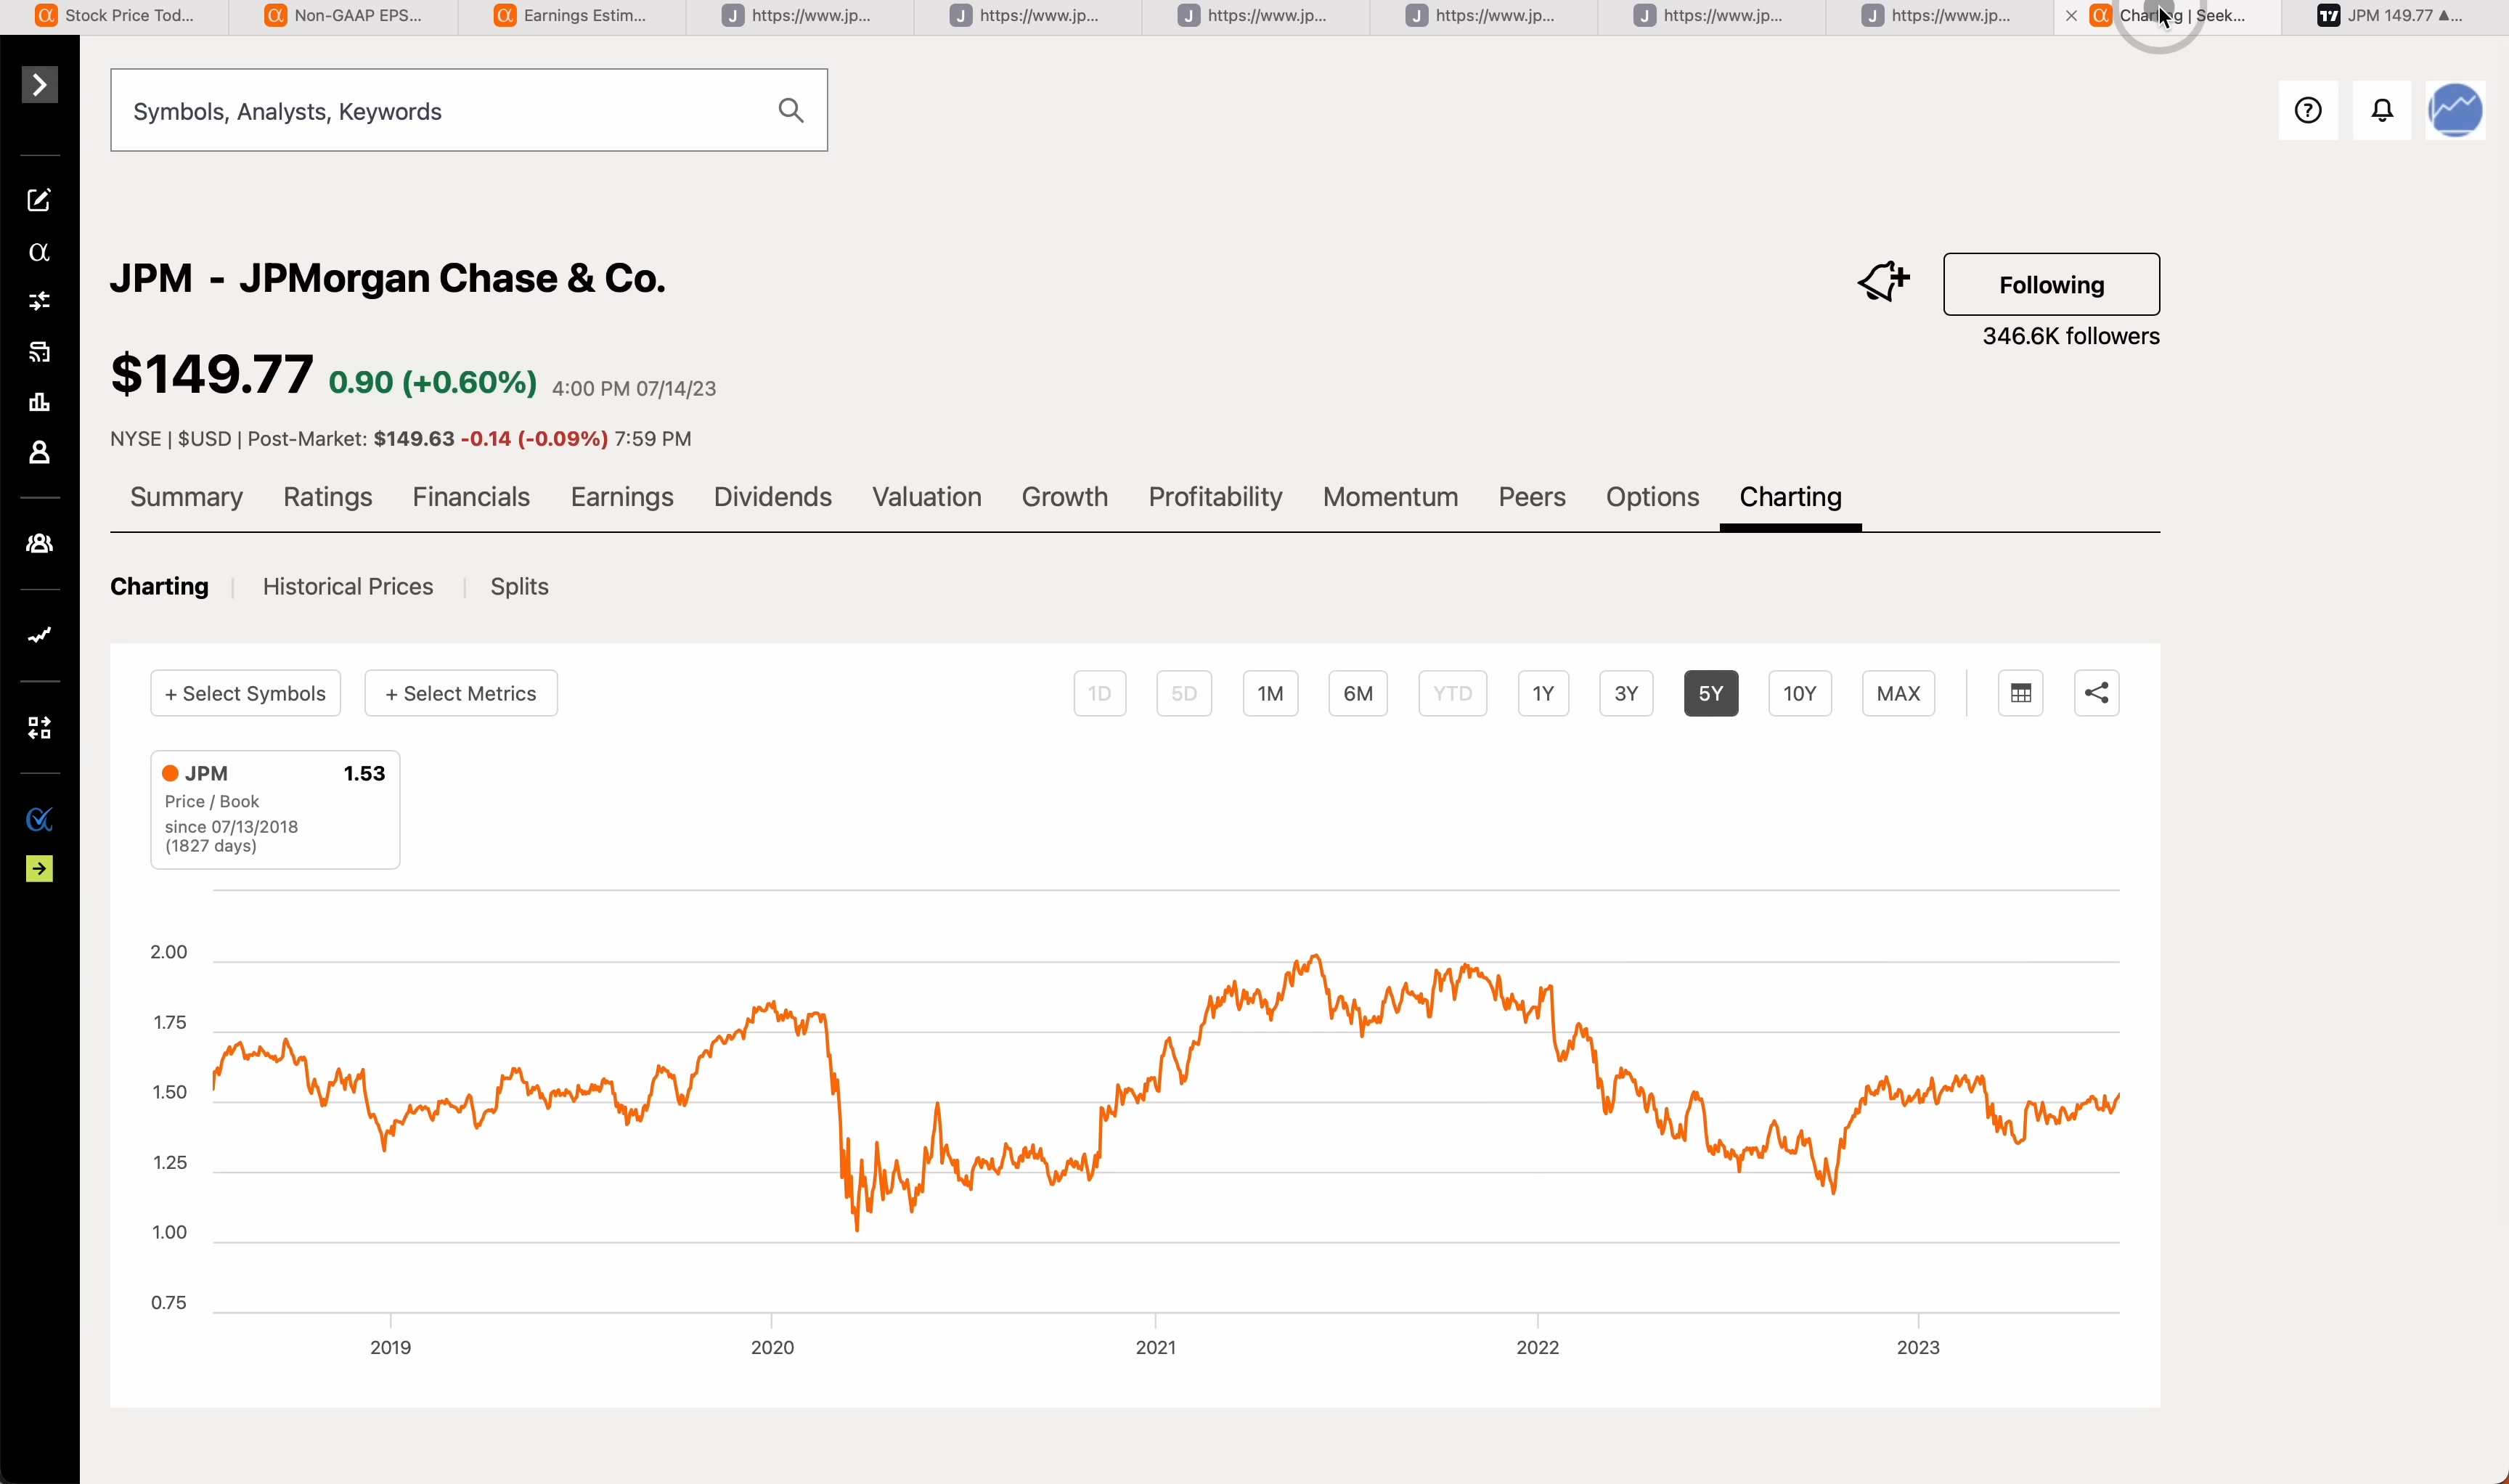 Stock Price Tod...
Non-GAAP EPS...
Earnings Estim...
J https://www.jp...
J https://www.jp...
J https://www.jp...
J https://www.jp...
J https://www.jp...
J https://www.jp...
| Seek...
JPM 149.77 ▲...
Symbols, Analysts, Keywords
JPM - JPMorgan Chase & Co.
Following
346.6K followers
$149.77 0.90 (+0.60%) 4:00 PM 07/14/23
NYSE | $USD | Post-Market: $149.63 -0.14 (-0.09%) 7:59 PM
Summary Ratings Financials Earnings Dividends Valuation Growth Profitability Momentum Peers Options Charting
Charting | Historical Prices | Splits
+ Select Symbols + Select Metrics 1D 5D 1M 6M YTD 1Y 3Y 5Y 10Y MAX
JPM 1.53
Price / Book
since 07/13/2018
(1827 days)
2.00
1.75
1.50
1.25
1.00
0.75
2019 2020 2021 2022 2023